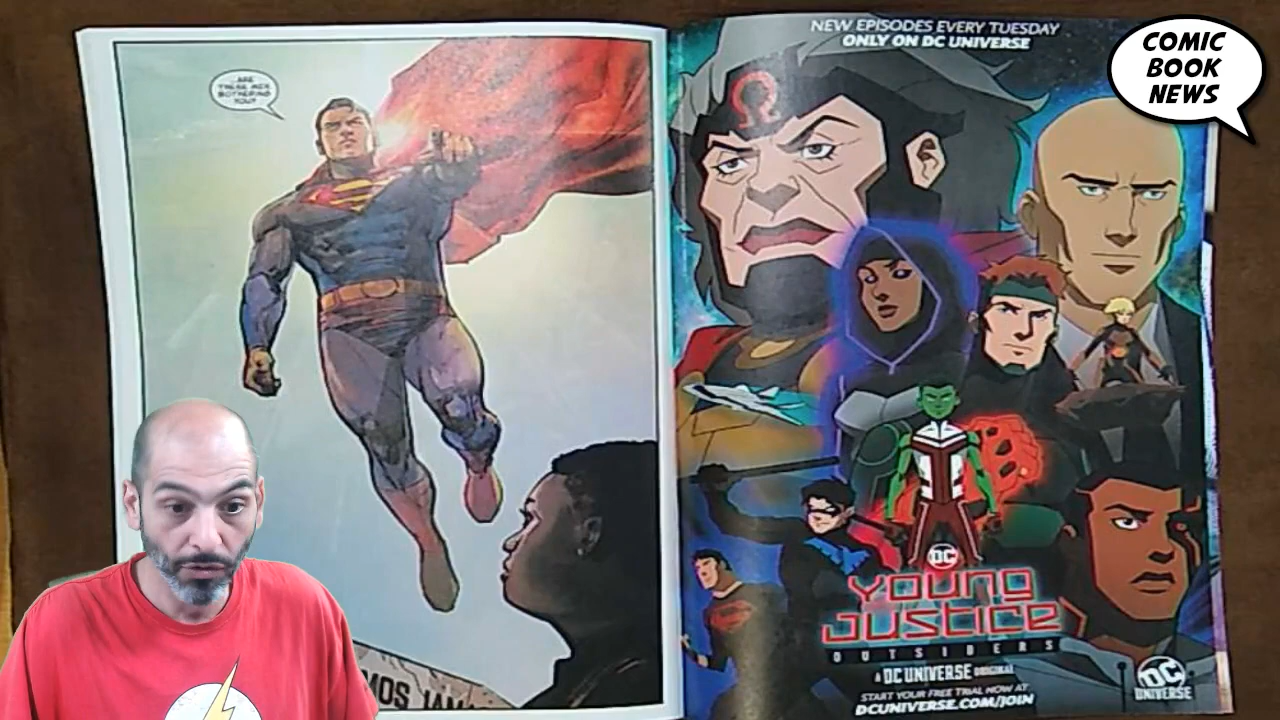 ...ARE
THESE MEN
BOTHERING
YOU?
NEW EPISODES EVERY TUESDAY
ONLY ON DC UNIVERSE
COMIC
BOOK
NEWS
DC
YOUNG
JUSTICE
OUTSIDERS
A DC UNIVERSE ORIGINAL
START YOUR FREE TRIAL NOW AT
DCUNIVERSE.COM/JOIN
DC
UNIVERSE